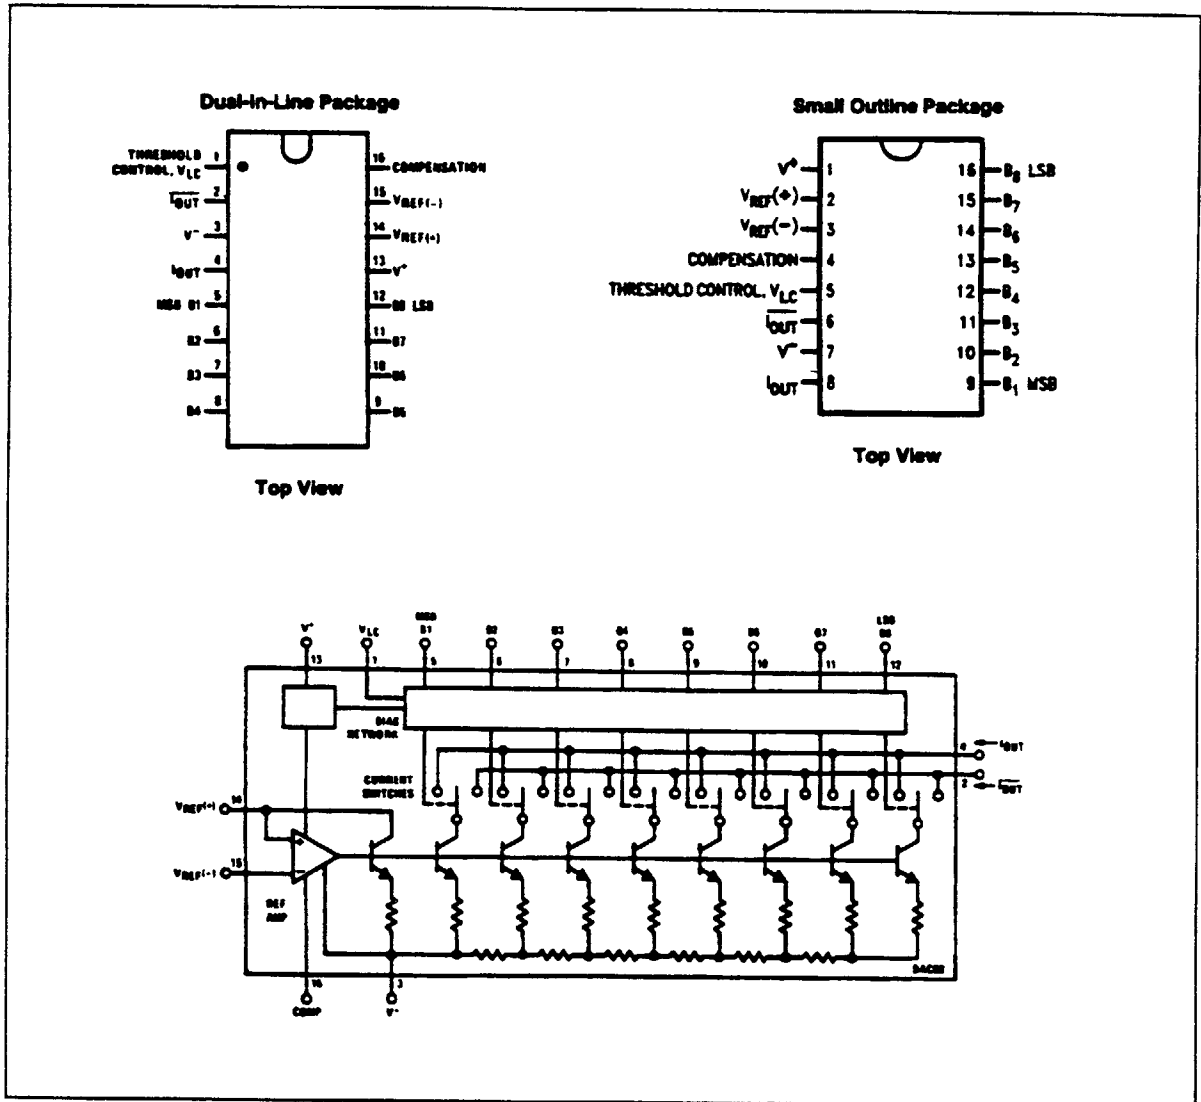 Dual-In-Line Package
THRESHOLD
CONTROL, VLC
1
16
COMPENSATION
IOUT
2
15
VREF(-)
V-
3
14
VREF(+)
IOUT
4
13
V+
MSB B1
5
12
B8 LSB
B2
6
11
B7
B3
7
10
B6
B4
8
9
B5
Top View
Small Outline Package
V+
1
16
B8 LSB
VREF(+)
2
15
B7
VREF(-)
3
14
B6
COMPENSATION
4
13
B5
THRESHOLD CONTROL, VLC
5
12
B4
IOUT
6
11
B3
V-
7
10
B2
IOUT
8
9
B1 MSB
Top View
V+
VLC
MSB
B1
B2
B3
B4
B5
B6
B7
LSB
B8
13
1
5
6
7
8
9
10
11
12
BIAS
NETWORK
CURRENT
SWITCHES
4
IOUT
2
IOUT
VREF(+)
14
VREF(-)
15
+
−
REF
AMP
16
COMP
3
V-
DAC08